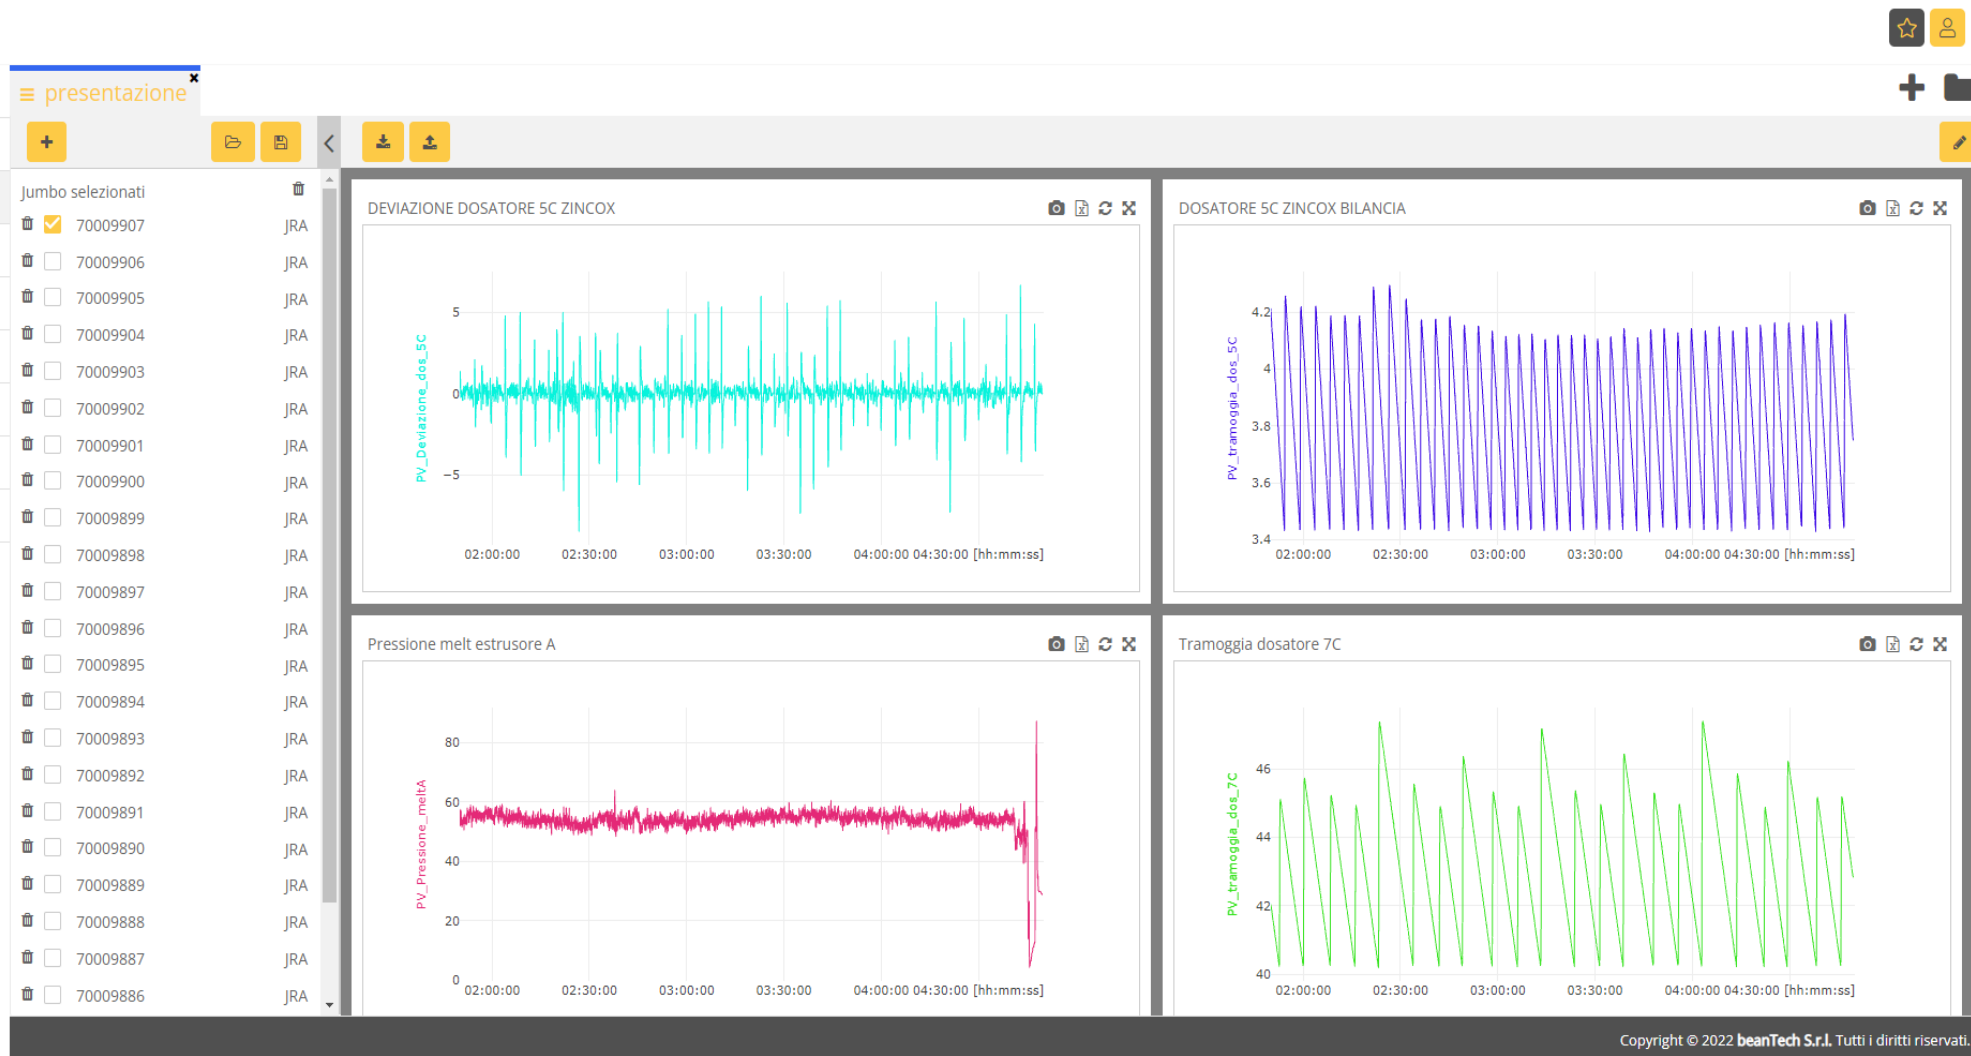 presentazione
Jumbo selezionati
70009907 JRA
70009906 JRA
70009905 JRA
70009904 JRA
70009903 JRA
70009902 JRA
70009901 JRA
70009900 JRA
70009899 JRA
70009898 JRA
70009897 JRA
70009896 JRA
70009895 JRA
70009894 JRA
70009893 JRA
70009892 JRA
70009891 JRA
70009890 JRA
70009889 JRA
70009888 JRA
70009887 JRA
70009886 JRA
DEVIAZIONE DOSATORE 5C ZINCOX
PV_Deviazione_dos_5C
5
0
−5
02:00:00 02:30:00 03:00:00 03:30:00 04:00:00 04:30:00 [hh:mm:ss]
DOSATORE 5C ZINCOX BILANCIA
PV_tramoggia_dos_5C
4.2
4
3.8
3.6
3.4
02:00:00 02:30:00 03:00:00 03:30:00 04:00:00 04:30:00 [hh:mm:ss]
Pressione melt estrusore A
PV_Pressione_meltA
80
60
40
20
0
02:00:00 02:30:00 03:00:00 03:30:00 04:00:00 04:30:00 [hh:mm:ss]
Tramoggia dosatore 7C
PV_tramoggia_dos_7C
46
44
42
40
02:00:00 02:30:00 03:00:00 03:30:00 04:00:00 04:30:00 [hh:mm:ss]
Copyright © 2022 beanTech S.r.l. Tutti i diritti riservati.